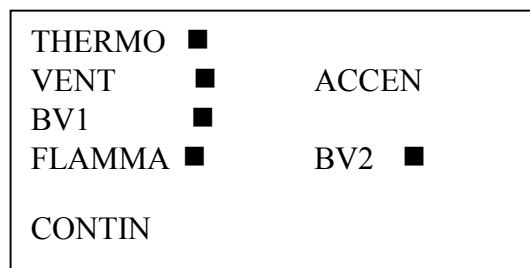 THERMO ■
VENT ■ ACCEN
BV1 ■
FLAMMA ■ BV2 ■
CONTIN